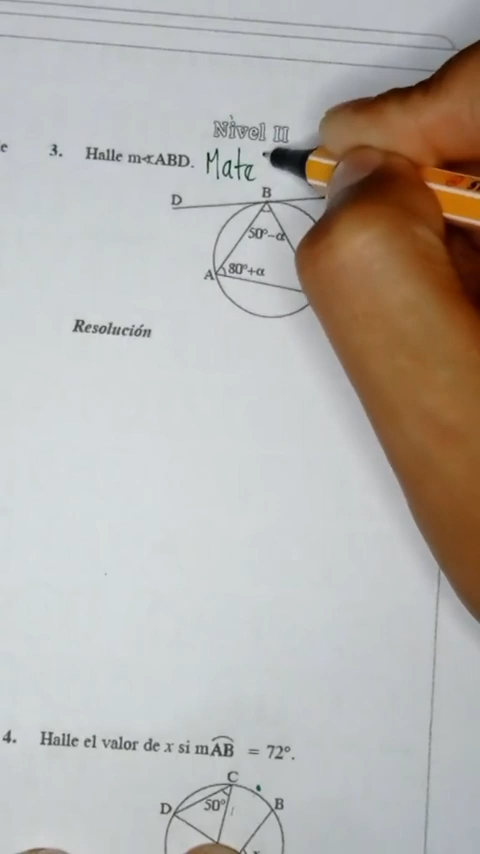 Nivel II
e
3. Halle m∢ABD. Mate
D
B
50°-α
A
80°+α
Resolución
4. Halle el valor de x si mAB͡ = 72°.
C
D
50°
B
x